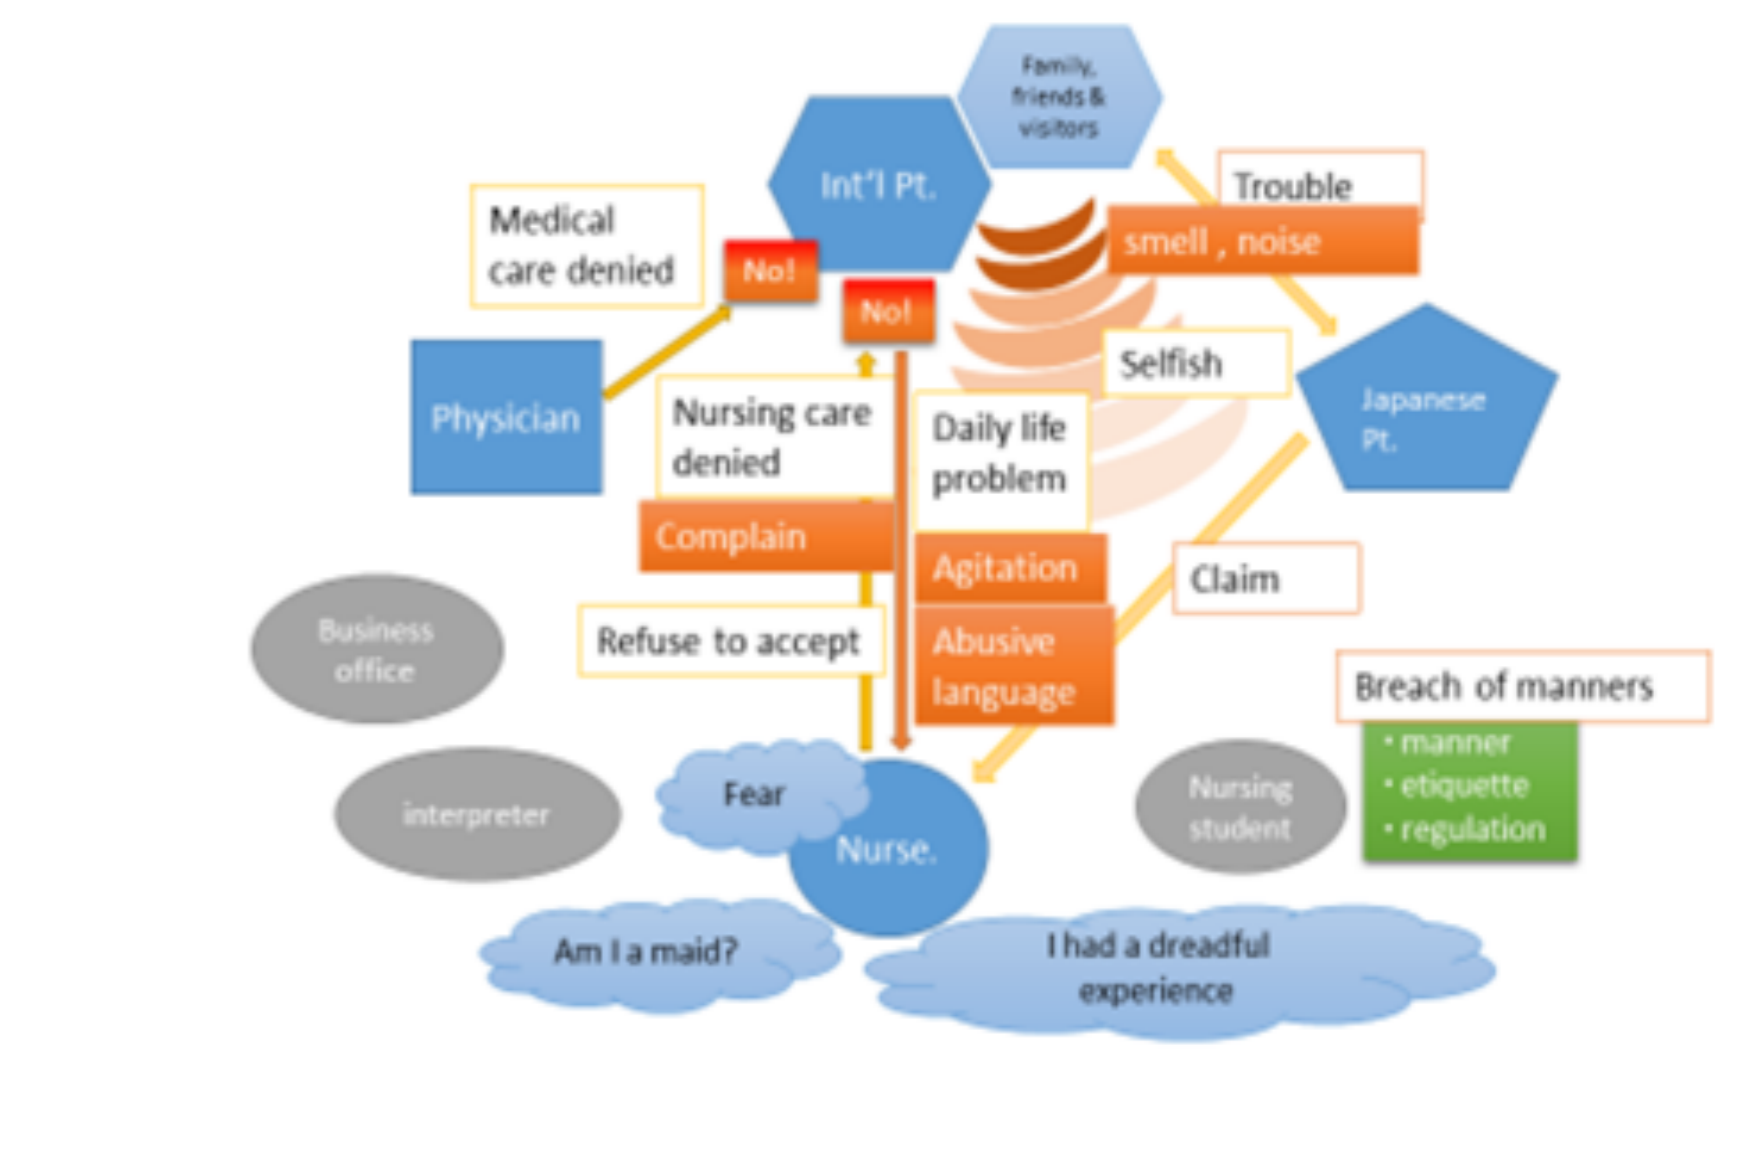 Family,
friends &
visitors
Int'l Pt.
Trouble
smell , noise
Medical
care denied
No!
No!
Physician
Selfish
Japanese
Pt.
Nursing care
denied
Daily life
problem
Complain
Agitation
Claim
Refuse to accept
Abusive
language
Business
office
Breach of manners
• manner
• etiquette
• regulation
interpreter
Fear
Nurse.
Nursing
student
Am I a maid?
I had a dreadful
experience